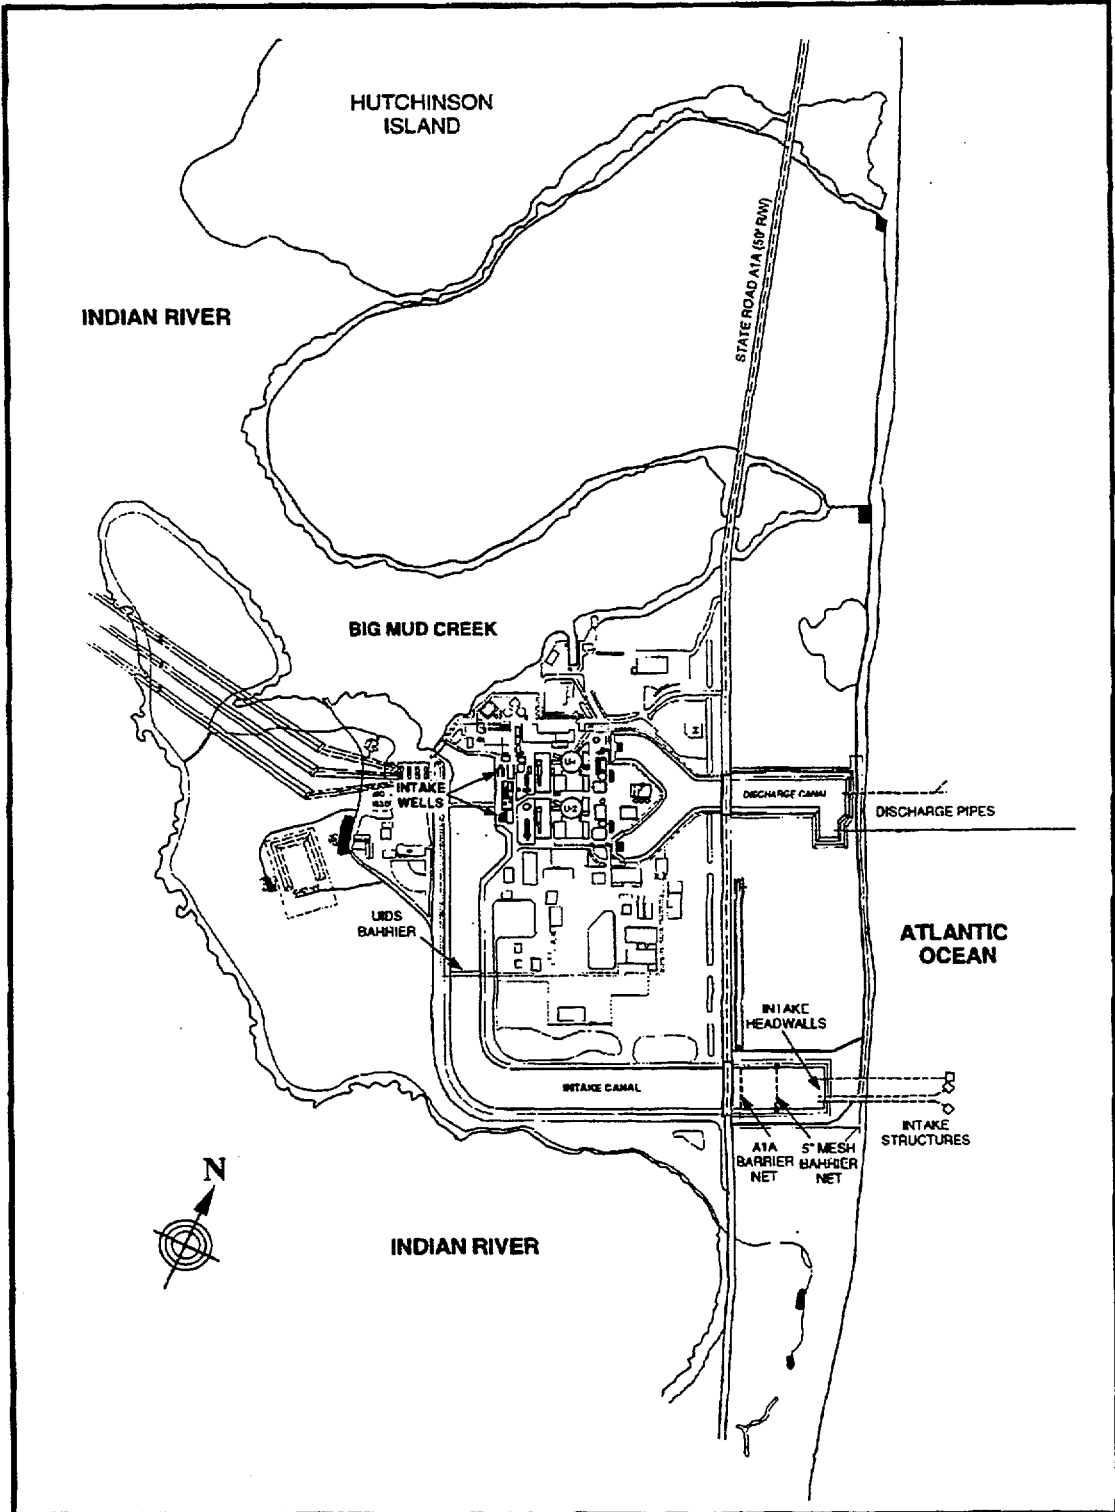 HUTCHINSON
ISLAND
STATE ROAD A1A (50' R/W)
INDIAN RIVER
BIG MUD CREEK
INTAKE
WELLS
U-2
DISCHARGE CANAL
DISCHARGE PIPES
UIDS
BARRIER
ATLANTIC
OCEAN
INTAKE
HEADWALLS
INTAKE CANAL
INTAKE
STRUCTURES
A1A
BARRIER
NET
5" MESH
BARRIER
NET
N
INDIAN RIVER